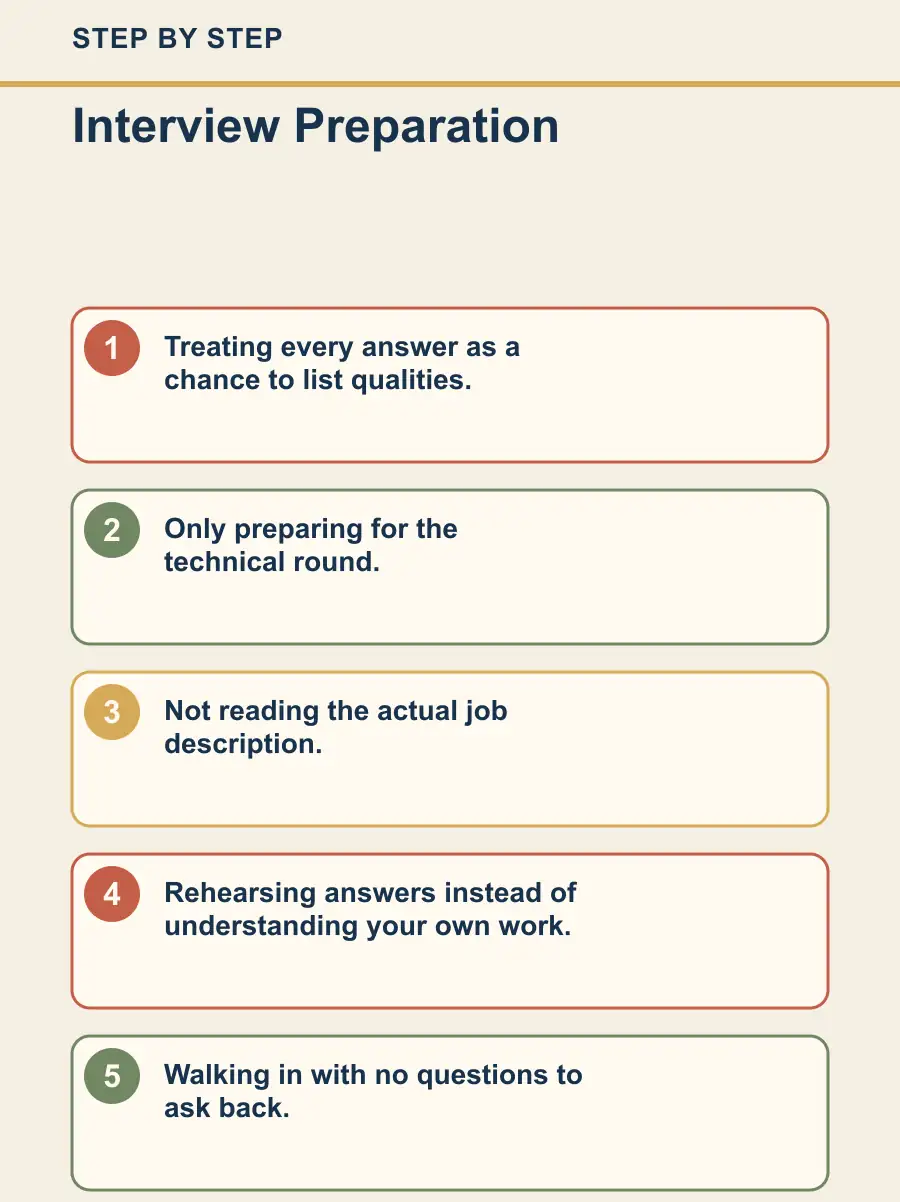 STEP BY STEP
Interview Preparation
1
Treating every answer as a
chance to list qualities.
2
Only preparing for the
technical round.
3
Not reading the actual job
description.
4
Rehearsing answers instead of
understanding your own work.
5
Walking in with no questions to
ask back.